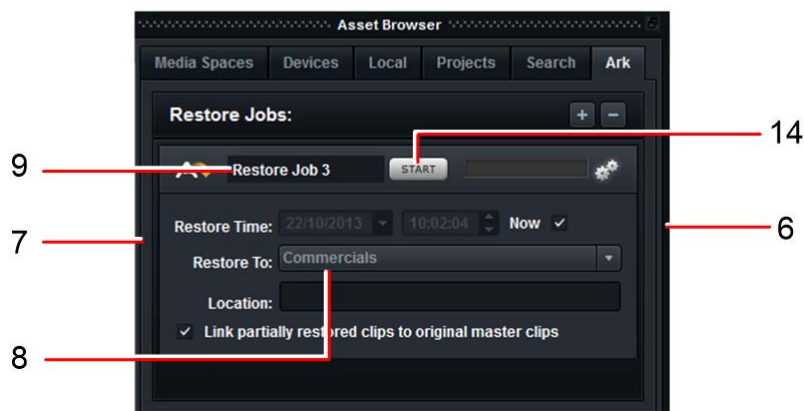 Asset Browser
Media Spaces Devices Local Projects Search Ark
Restore Jobs: + −
14
9 Restore Job 3 START
Restore Time: 22/10/2013 10:02:04 Now
7 6
Restore To: Commercials
Location:
Link partially restored clips to original master clips
8